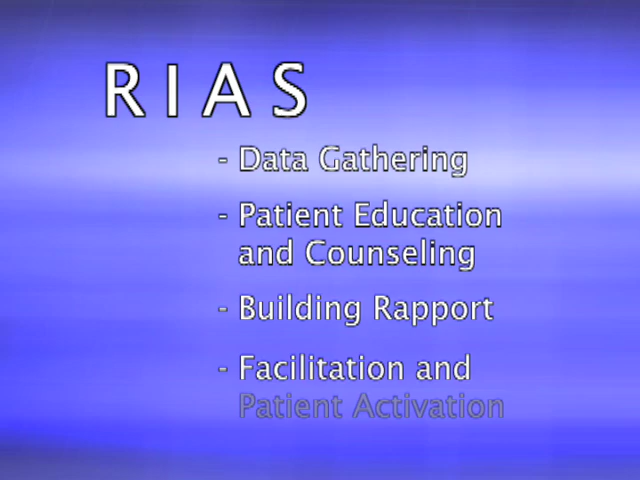 R I A S
- Data Gathering
- Patient Education
and Counseling
- Building Rapport
- Facilitation and
Patient Activation